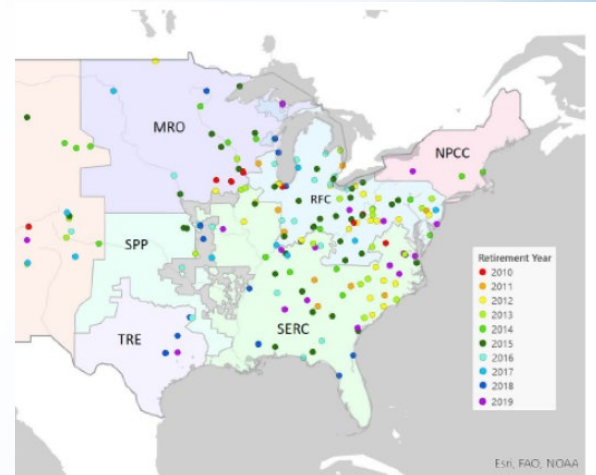 MRO
NPCC
RFC
SPP
TRE
SERC
Retirement Year
2010
2011
2012
2013
2014
2015
2016
2017
2018
2019
Esri, FAO, NOAA